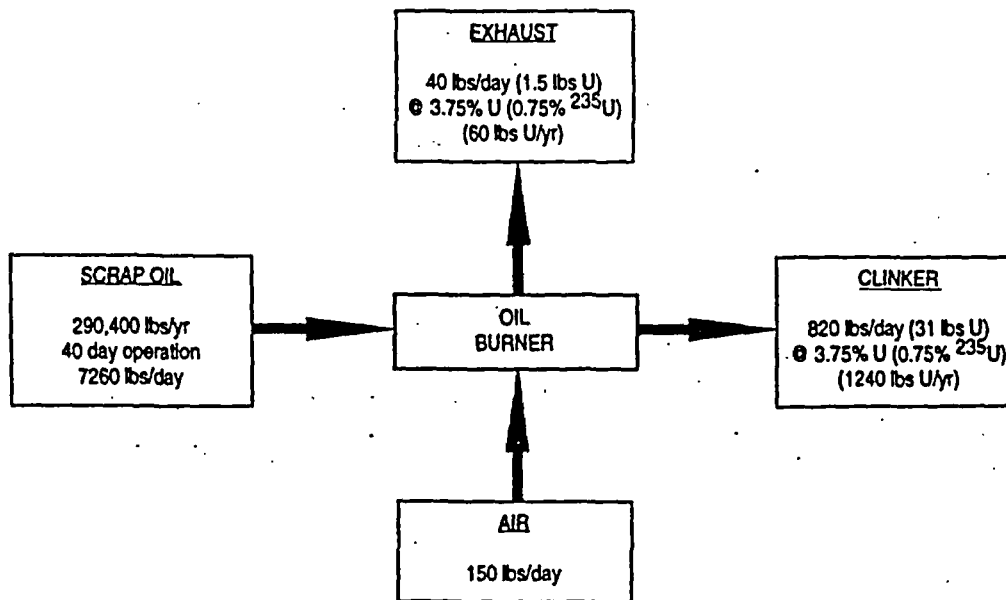 EXHAUST
40 lbs/day (1.5 lbs U)
@ 3.75% U (0.75% ²³⁵U)
(60 lbs U/yr)
SCRAP OIL
290,400 lbs/yr
40 day operation
7260 lbs/day
OIL
BURNER
CLINKER
820 lbs/day (31 lbs U)
@ 3.75% U (0.75% ²³⁵U)
(1240 lbs U/yr)
AIR
150 lbs/day